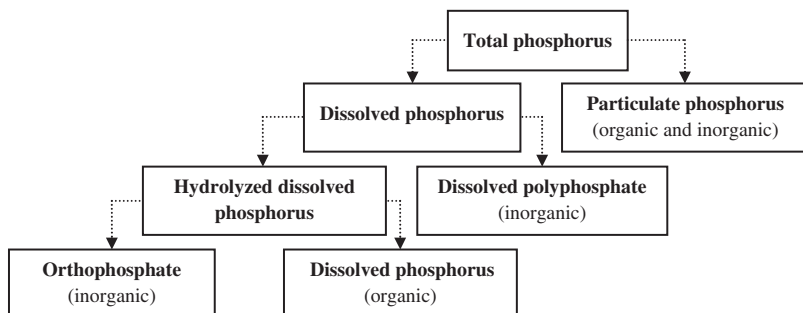 Total phosphorus
Dissolved phosphorus
Particulate phosphorus
(organic and inorganic)
Hydrolyzed dissolved
phosphorus
Dissolved polyphosphate
(inorganic)
Orthophosphate
(inorganic)
Dissolved phosphorus
(organic)